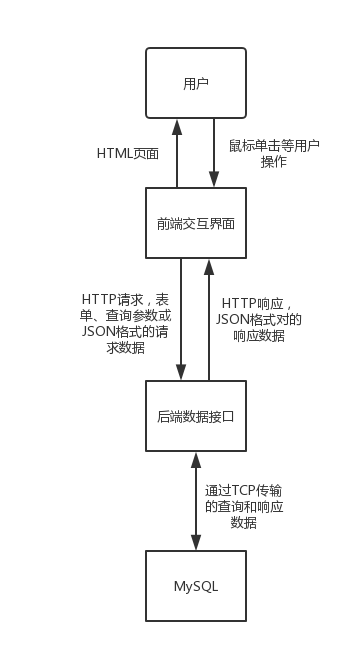 用户
HTML页面
鼠标单击等用户
操作
前端交互界面
HTTP请求，表
单、查询参数或
JSON格式的请
求数据
HTTP响应，
JSON格式对的
响应数据
后端数据接口
通过TCP传输
的查询和响应
数据
MySQL